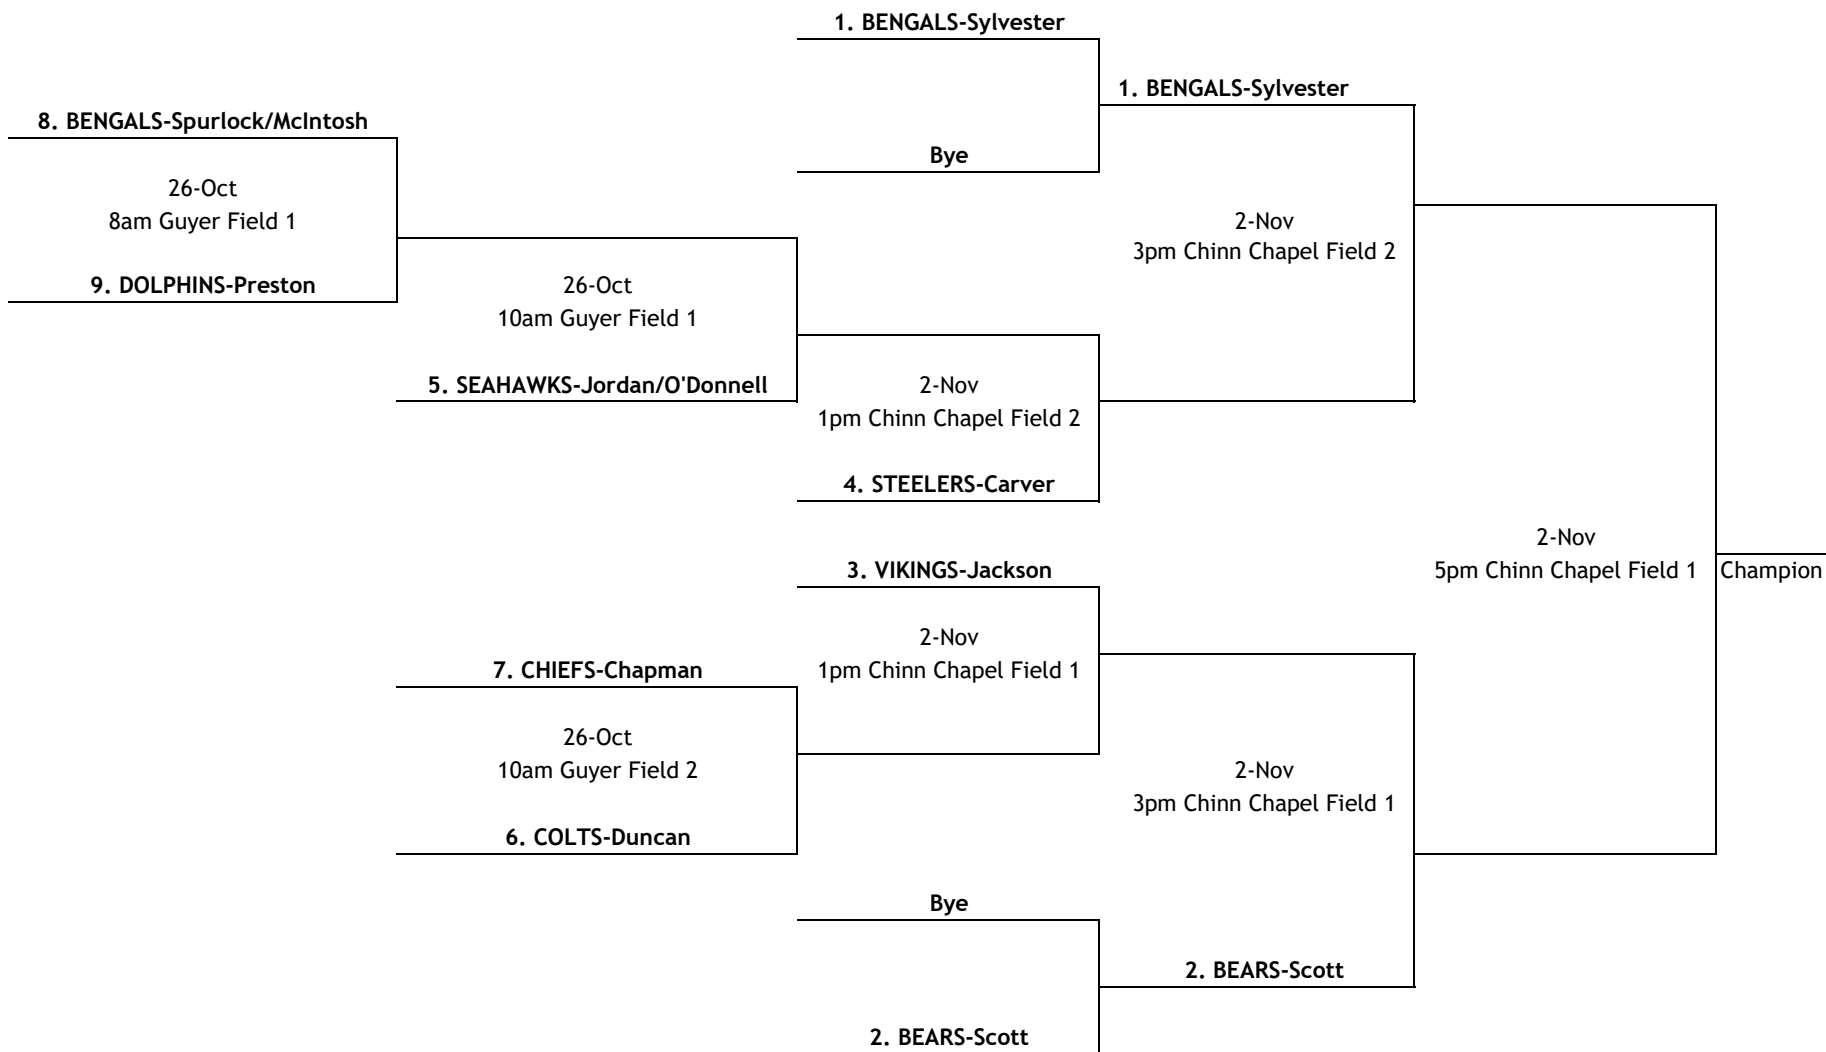 1. BENGALS-Sylvester
1. BENGALS-Sylvester
8. BENGALS-Spurlock/McIntosh
Bye
26-Oct
8am Guyer Field 1
2-Nov
3pm Chinn Chapel Field 2
9. DOLPHINS-Preston
26-Oct
10am Guyer Field 1
5. SEAHAWKS-Jordan/O'Donnell
2-Nov
1pm Chinn Chapel Field 2
4. STEELERS-Carver
2-Nov
5pm Chinn Chapel Field 1
Champion
3. VIKINGS-Jackson
2-Nov
1pm Chinn Chapel Field 1
7. CHIEFS-Chapman
26-Oct
10am Guyer Field 2
2-Nov
3pm Chinn Chapel Field 1
6. COLTS-Duncan
Bye
2. BEARS-Scott
2. BEARS-Scott